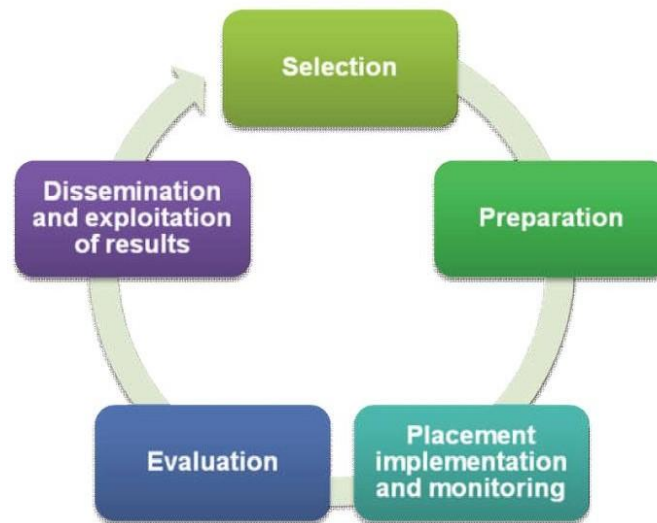 Selection
Preparation
Placement
implementation
and monitoring
Evaluation
Dissemination
and exploitation
of results